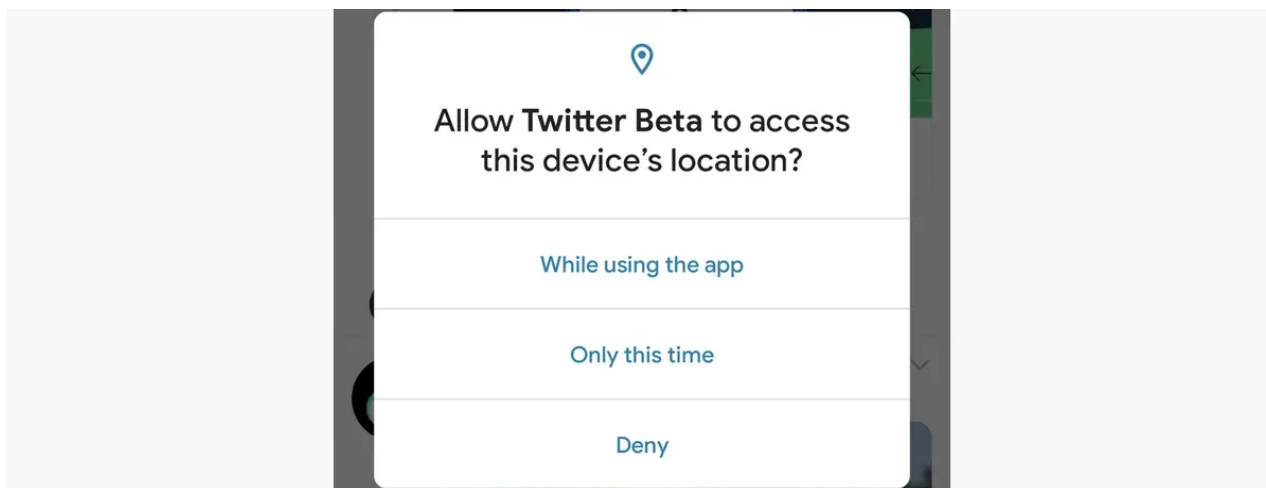 Allow Twitter Beta to access
this device’s location?
While using the app
Only this time
Deny